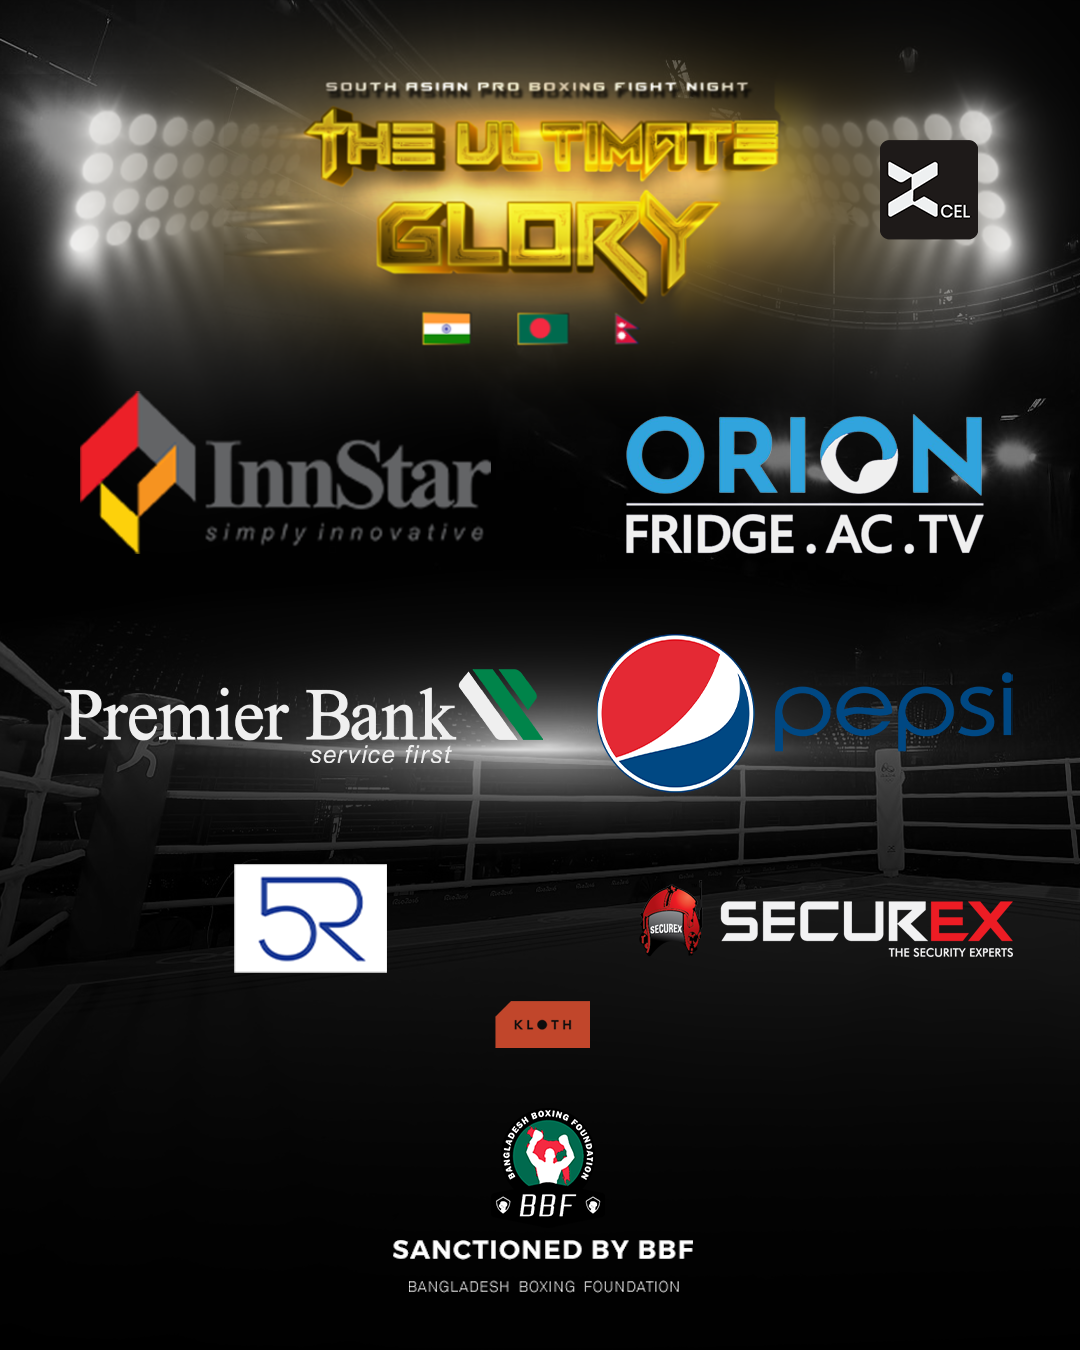 SOUTH ASIAN PRO BOXING FIGHT NIGHT
THE ULTIMATE
GLORY
XCEL
InnStar
simply innovative
ORION
FRIDGE . AC . TV
Premier Bank
service first
pepsi
5R
SECUREX
SECUREX
THE SECURITY EXPERTS
KLOTH
BANGLADESH BOXING FOUNDATION
BBF
SANCTIONED BY BBF
BANGLADESH BOXING FOUNDATION